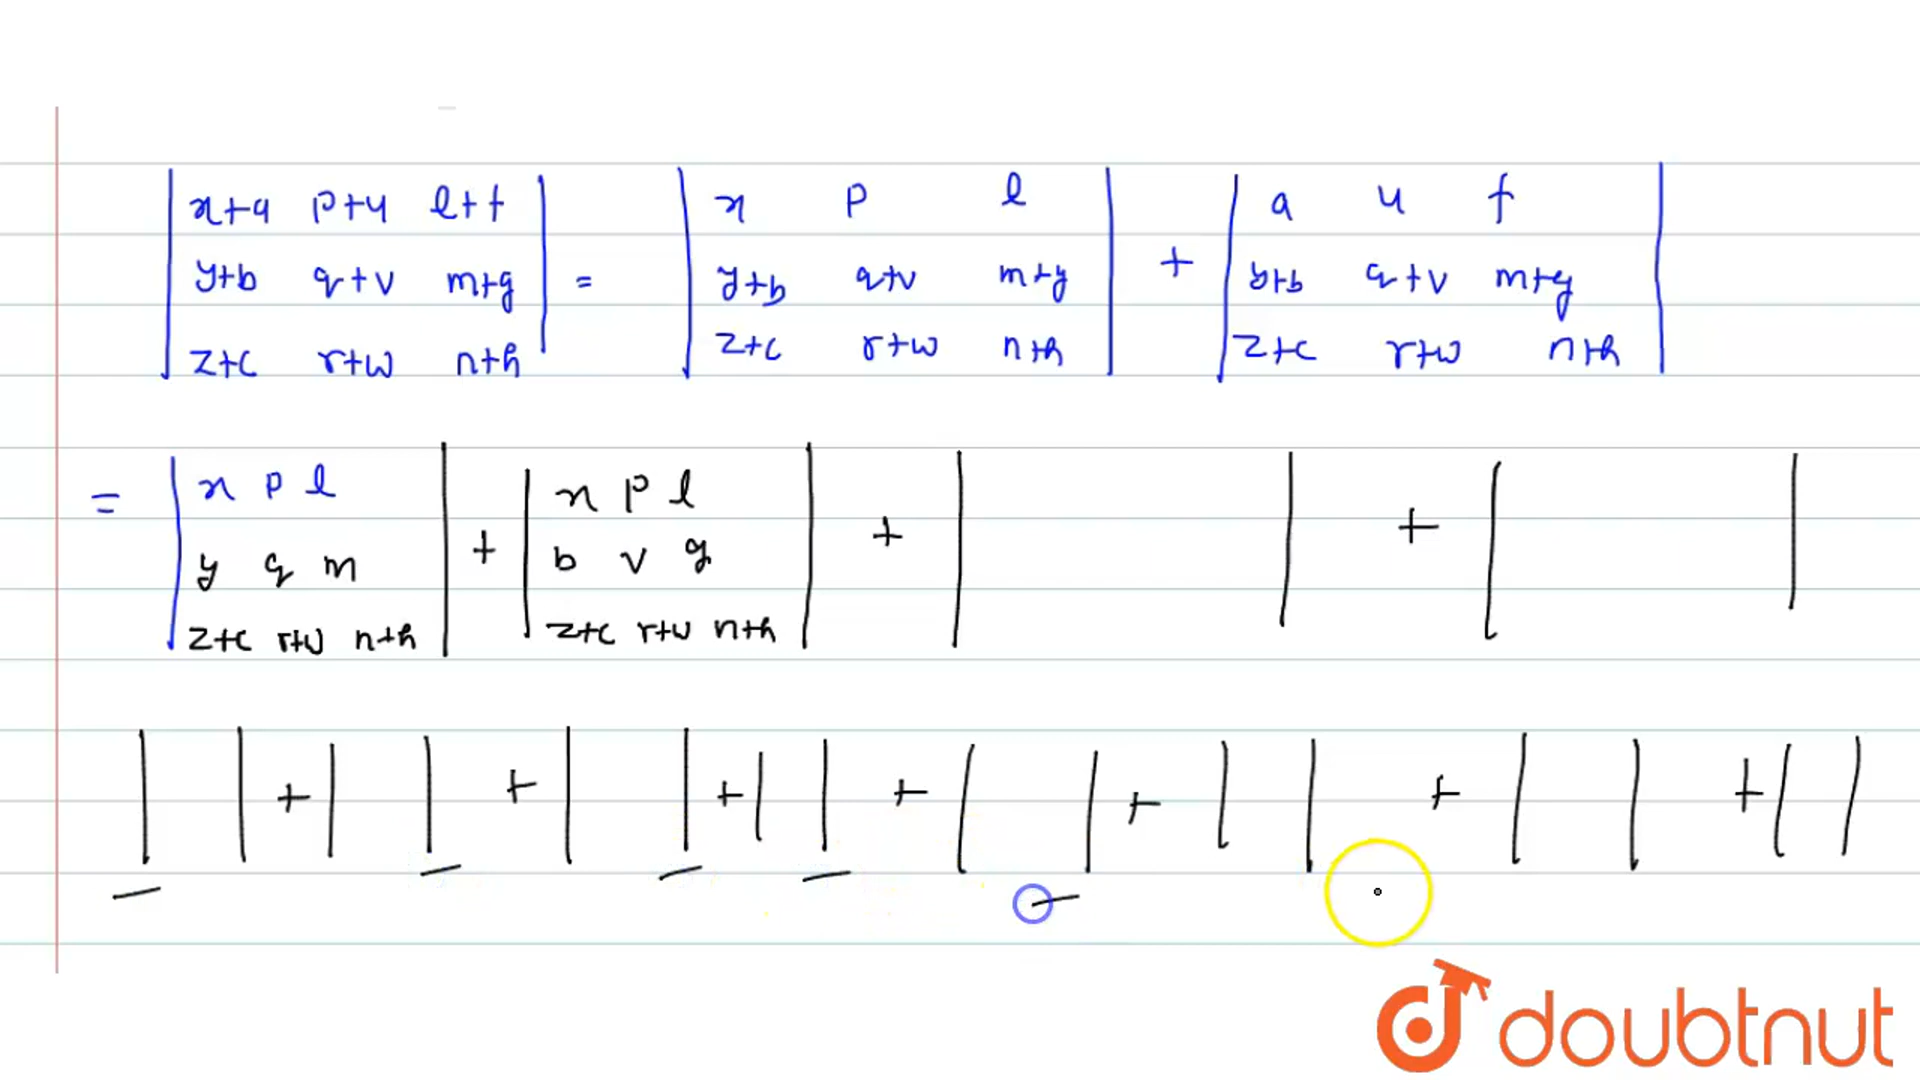 | x+a p+u l+f | = | x p l | + | a u f |
| y+b q+v m+g | | y+b q+v m+g | | y+b q+v m+g |
| z+c r+w n+h | | z+c r+w n+h | | z+c r+w n+h |
= | x p l | + | x p l | + | | + | |
| y q m | | b v g |
| z+c r+w n+h | | z+c r+w n+h |
| | + | | + | | + | | + | | + | | + | | + | |
doubtnut